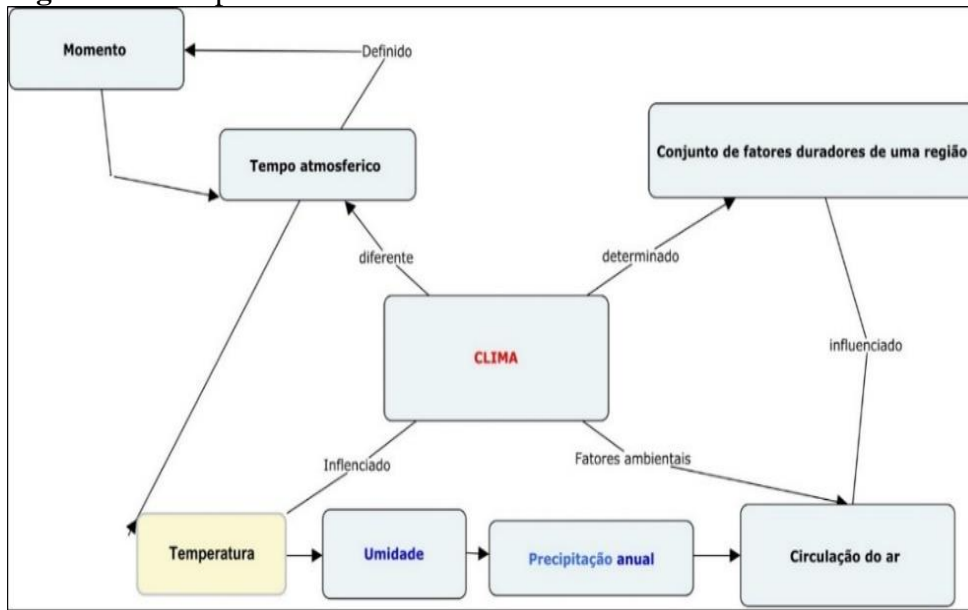 Momento
Definido
Tempo atmosferico
Conjunto de fatores duradores de uma região
diferente
determinado
CLIMA
influenciado
Inflenciado
Fatores ambientais
Temperatura
Umidade
Precipitação anual
Circulação do ar